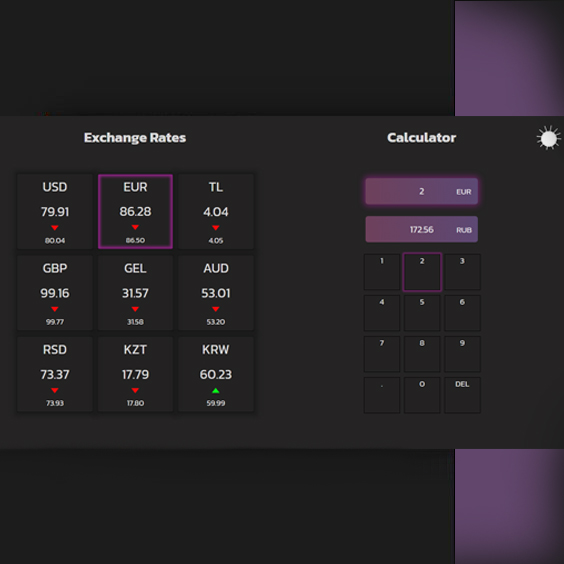 Exchange Rates
USD EUR TL
79.91 86.28 4.04
80.04 86.50 4.05
GBP GEL AUD
99.16 31.57 53.01
99.77 31.58 53.20
RSD KZT KRW
73.37 17.79 60.23
73.93 17.80 59.99
Calculator
2 EUR
172.56 RUB
1 2 3
4 5 6
7 8 9
. 0 DEL